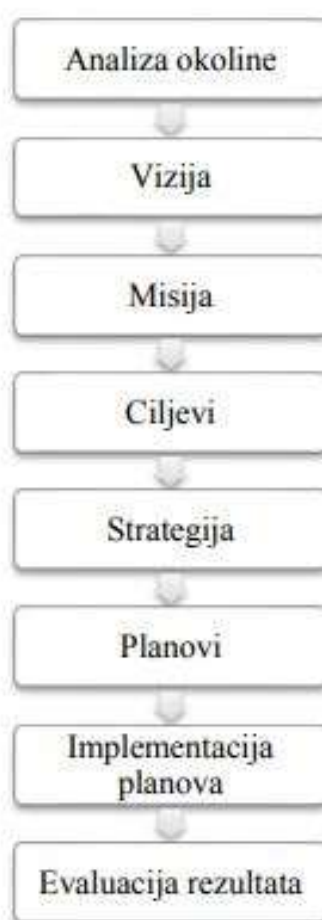 Analiza okoline
Vizija
Misija
Ciljevi
Strategija
Planovi
Implementacija
planova
Evaluacija rezultata